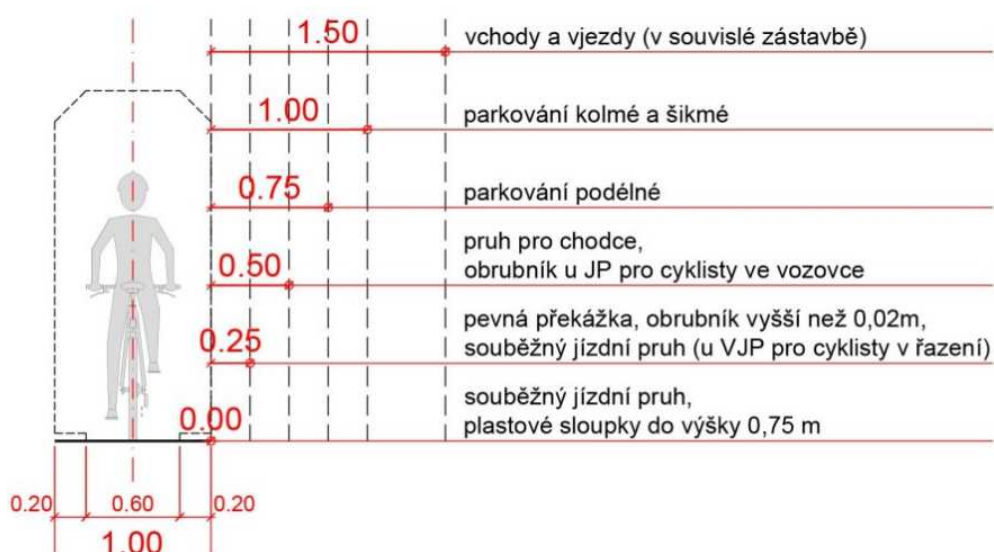 1.50
vchody a vjezdy (v souvislé zástavbě)
1.00
parkování kolmé a šikmé
0.75
parkování podélné
0.50
pruh pro chodce,
obrubník u JP pro cyklisty ve vozovce
0.25
pevná překážka, obrubník vyšší než 0,02m,
souběžný jízdní pruh (u VJP pro cyklisty v řazení)
0.00
souběžný jízdní pruh,
plastové sloupky do výšky 0,75 m
0.20 0.60 0.20
1.00